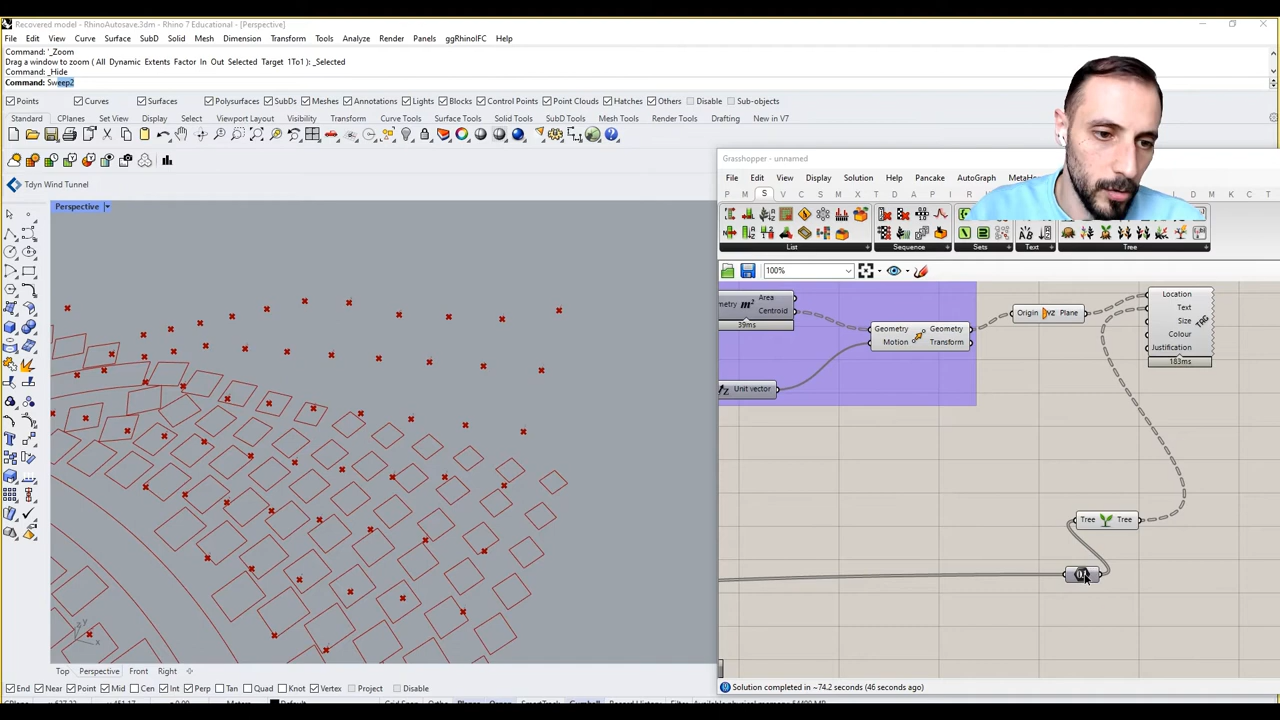 Recovered model - RhinoAutosave.3dm - Rhino 7 Educational - [Perspective]
File Edit View Curve Surface SubD Solid Mesh Dimension Transform Tools Analyze Render Panels ggRhinoIFC Help
Command: '_Zoom
Drag a window to zoom ( All Dynamic Extents Factor In Out Selected Target 1To1 ): _Selected
Command: _Hide
Command: Sweep2
Points Curves Surfaces Polysurfaces SubDs Meshes Annotations Lights Blocks Control Points Point Clouds Hatches Others Disable Sub-objects
Standard CPlanes Set View Display Select Viewport Layout Visibility Transform Curve Tools Surface Tools Solid Tools SubD Tools Mesh Tools Render Tools Drafting New in V7
Tdyn Wind Tunnel
Perspective
Grasshopper - unnamed
File Edit View Display Solution Help Pancake AutoGraph
P M S V C M X T D A P
List Sequence Sets Text Tree
100%
Area
Centroid
39ms
Unit vector
Geometry Geometry
Motion Transform
Origin Plane
Location
Text
Size
Colour
Justification
183ms
Tree Tree
z y
x
Top Perspective Front Right
End Near Point Mid Cen Int Perp Tan Quad Knot Vertex Project Disable
Solution completed in ~74.2 seconds (46 seconds ago)